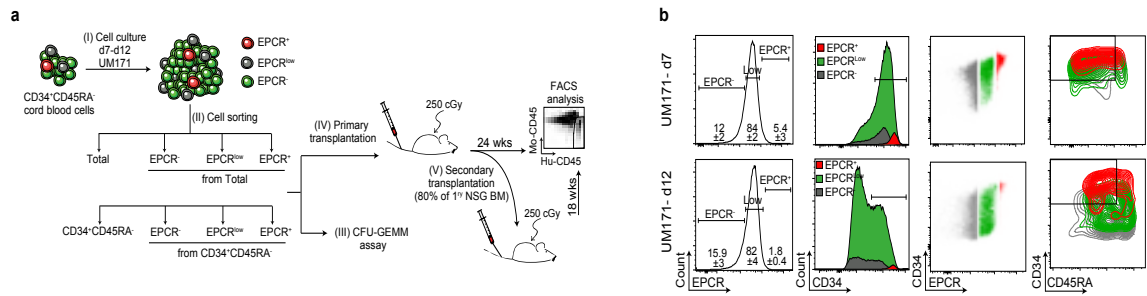 a
(I) Cell culture
d7-d12
UM171
EPCR⁺
EPCRˡᵒʷ
EPCR⁻
CD34⁺CD45RA⁻
cord blood cells
(II) Cell sorting
Total
EPCR⁻
EPCRˡᵒʷ
EPCR⁺
from Total
CD34⁺CD45RA⁻
EPCR⁻
EPCRˡᵒʷ
EPCR⁺
from CD34⁺CD45RA⁻
(III) CFU-GEMM
assay
(IV) Primary
transplantation
250 cGy
24 wks
FACS
analysis
Mo-CD45
Hu-CD45
(V) Secondary
transplantation
(80% of 1ʳʸ NSG BM)
250 cGy
18 wks
b
UM171- d7
EPCR⁺
Low
EPCR⁻
12
±2
84
±2
5.4
±3
EPCR⁺
EPCRᴸᵒʷ
EPCR⁻
UM171- d12
EPCR⁺
Low
EPCR⁻
15.9
±3
82
±4
1.8
±0.4
EPCR⁺
EPCRᴸᵒʷ
EPCR⁻
Count
EPCR
Count
CD34
CD34
EPCR
CD34
CD45RA